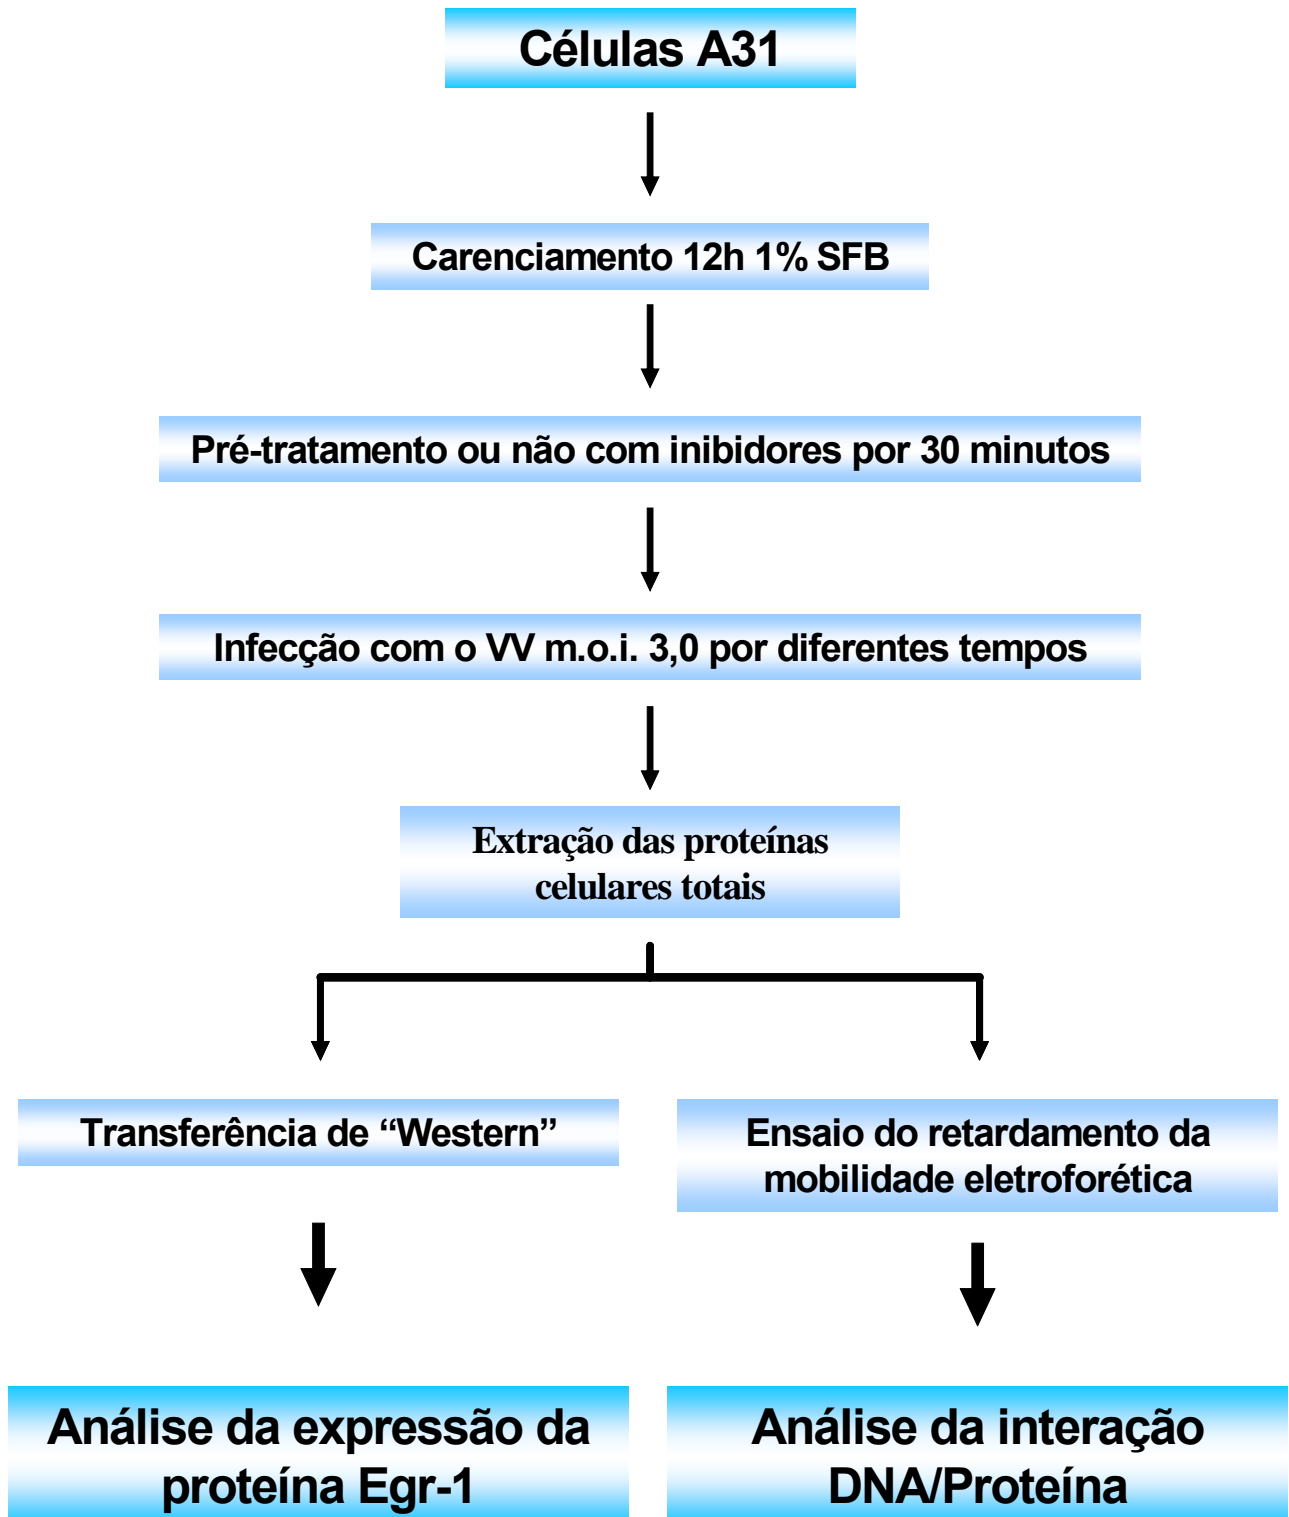 Células A31
Carenciamento 12h 1% SFB
Pré-tratamento ou não com inibidores por 30 minutos
Infecção com o VV m.o.i. 3,0 por diferentes tempos
Extração das proteínas
celulares totais
Transferência de “Western”
Ensaio do retardamento da
mobilidade eletroforética
Análise da expressão da
proteína Egr-1
Análise da interação
DNA/Proteína